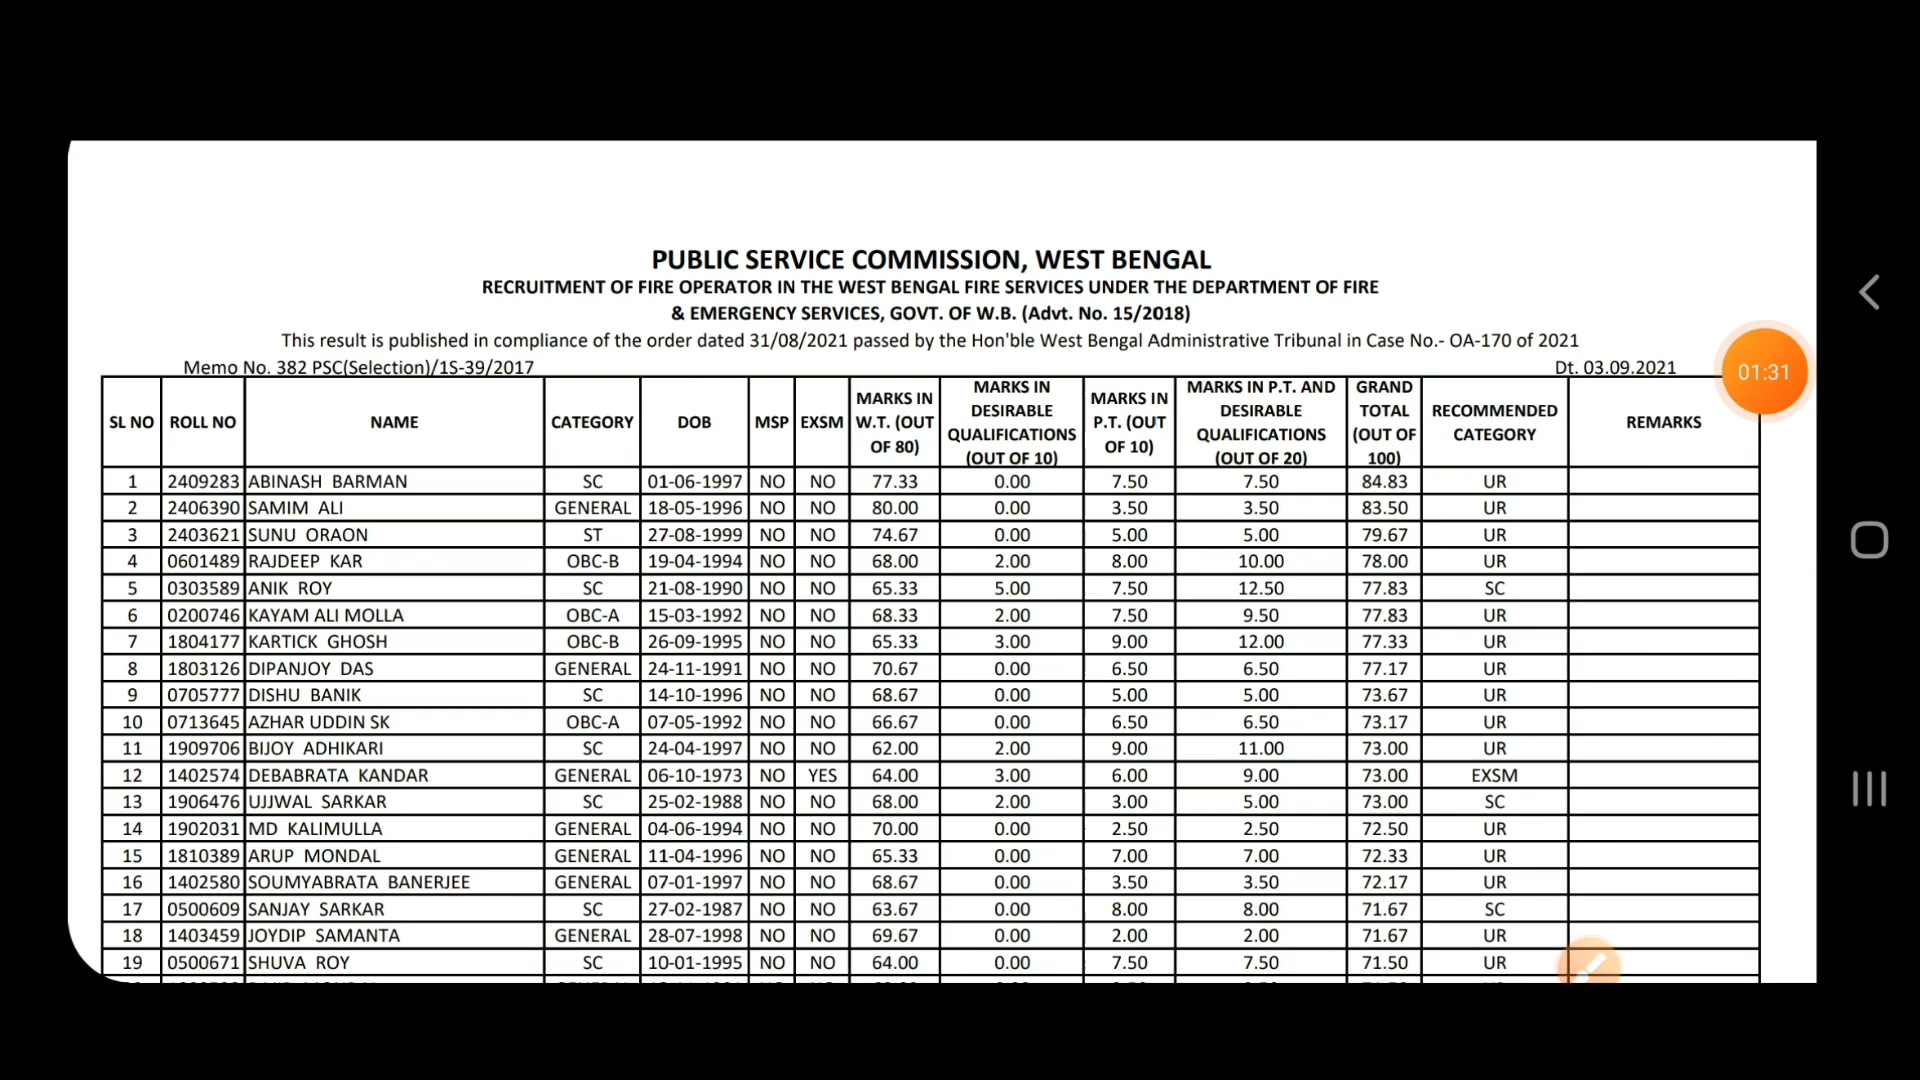 PUBLIC SERVICE COMMISSION, WEST BENGAL
RECRUITMENT OF FIRE OPERATOR IN THE WEST BENGAL FIRE SERVICES UNDER THE DEPARTMENT OF FIRE
& EMERGENCY SERVICES, GOVT. OF W.B. (Advt. No. 15/2018)
This result is published in compliance of the order dated 31/08/2021 passed by the Hon'ble West Bengal Administrative Tribunal in Case No.- OA-170 of 2021
Memo No. 382 PSC(Selection)/1S-39/2017 Dt. 03.09.2021
01:31
SL NO ROLL NO NAME CATEGORY DOB MSP EXSM MARKS IN W.T. (OUT OF 80) MARKS IN DESIRABLE QUALIFICATIONS (OUT OF 10) MARKS IN P.T. (OUT OF 10) MARKS IN P.T. AND DESIRABLE QUALIFICATIONS (OUT OF 20) GRAND TOTAL (OUT OF 100) RECOMMENDED CATEGORY REMARKS
1 2409283 ABINASH BARMAN SC 01-06-1997 NO NO 77.33 0.00 7.50 7.50 84.83 UR
2 2406390 SAMIM ALI GENERAL 18-05-1996 NO NO 80.00 0.00 3.50 3.50 83.50 UR
3 2403621 SUNU ORAON ST 27-08-1999 NO NO 74.67 0.00 5.00 5.00 79.67 UR
4 0601489 RAJDEEP KAR OBC-B 19-04-1994 NO NO 68.00 2.00 8.00 10.00 78.00 UR
5 0303589 ANIK ROY SC 21-08-1990 NO NO 65.33 5.00 7.50 12.50 77.83 SC
6 0200746 KAYAM ALI MOLLA OBC-A 15-03-1992 NO NO 68.33 2.00 7.50 9.50 77.83 UR
7 1804177 KARTICK GHOSH OBC-B 26-09-1995 NO NO 65.33 3.00 9.00 12.00 77.33 UR
8 1803126 DIPANJOY DAS GENERAL 24-11-1991 NO NO 70.67 0.00 6.50 6.50 77.17 UR
9 0705777 DISHU BANIK SC 14-10-1996 NO NO 68.67 0.00 5.00 5.00 73.67 UR
10 0713645 AZHAR UDDIN SK OBC-A 07-05-1992 NO NO 66.67 0.00 6.50 6.50 73.17 UR
11 1909706 BIJOY ADHIKARI SC 24-04-1997 NO NO 62.00 2.00 9.00 11.00 73.00 UR
12 1402574 DEBABRATA KANDAR GENERAL 06-10-1973 NO YES 64.00 3.00 6.00 9.00 73.00 EXSM
13 1906476 UJJWAL SARKAR SC 25-02-1988 NO NO 68.00 2.00 3.00 5.00 73.00 SC
14 1902031 MD KALIMULLA GENERAL 04-06-1994 NO NO 70.00 0.00 2.50 2.50 72.50 UR
15 1810389 ARUP MONDAL GENERAL 11-04-1996 NO NO 65.33 0.00 7.00 7.00 72.33 UR
16 1402580 SOUMYABRATA BANERJEE GENERAL 07-01-1997 NO NO 68.67 0.00 3.50 3.50 72.17 UR
17 0500609 SANJAY SARKAR SC 27-02-1987 NO NO 63.67 0.00 8.00 8.00 71.67 SC
18 1403459 JOYDIP SAMANTA GENERAL 28-07-1998 NO NO 69.67 0.00 2.00 2.00 71.67 UR
19 0500671 SHUVA ROY SC 10-01-1995 NO NO 64.00 0.00 7.50 7.50 71.50 UR